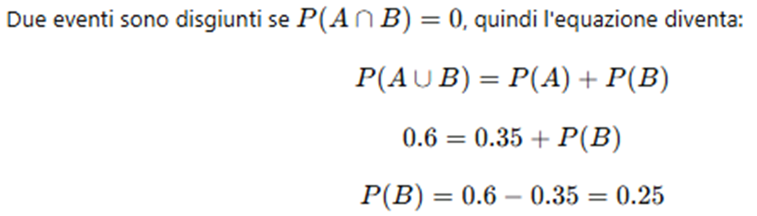 Due eventi sono disgiunti se P(A ∩ B) = 0, quindi l'equazione diventa:
P(A ∪ B) = P(A) + P(B)
0.6 = 0.35 + P(B)
P(B) = 0.6 − 0.35 = 0.25